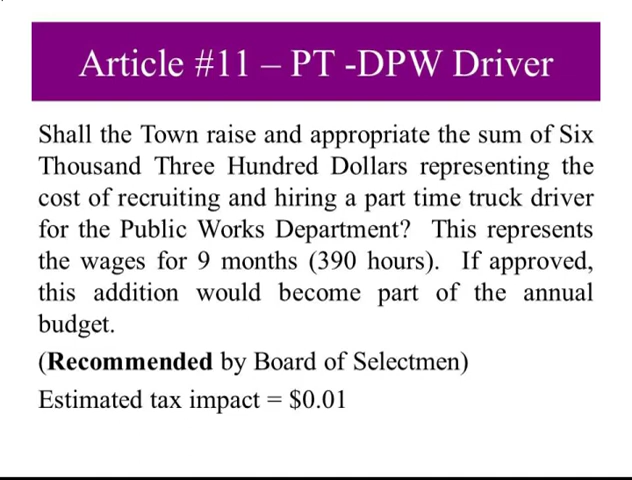 Article #11 – PT -DPW Driver
Shall the Town raise and appropriate the sum of Six
Thousand Three Hundred Dollars representing the
cost of recruiting and hiring a part time truck driver
for the Public Works Department? This represents
the wages for 9 months (390 hours). If approved,
this addition would become part of the annual
budget.
(Recommended by Board of Selectmen)
Estimated tax impact = $0.01